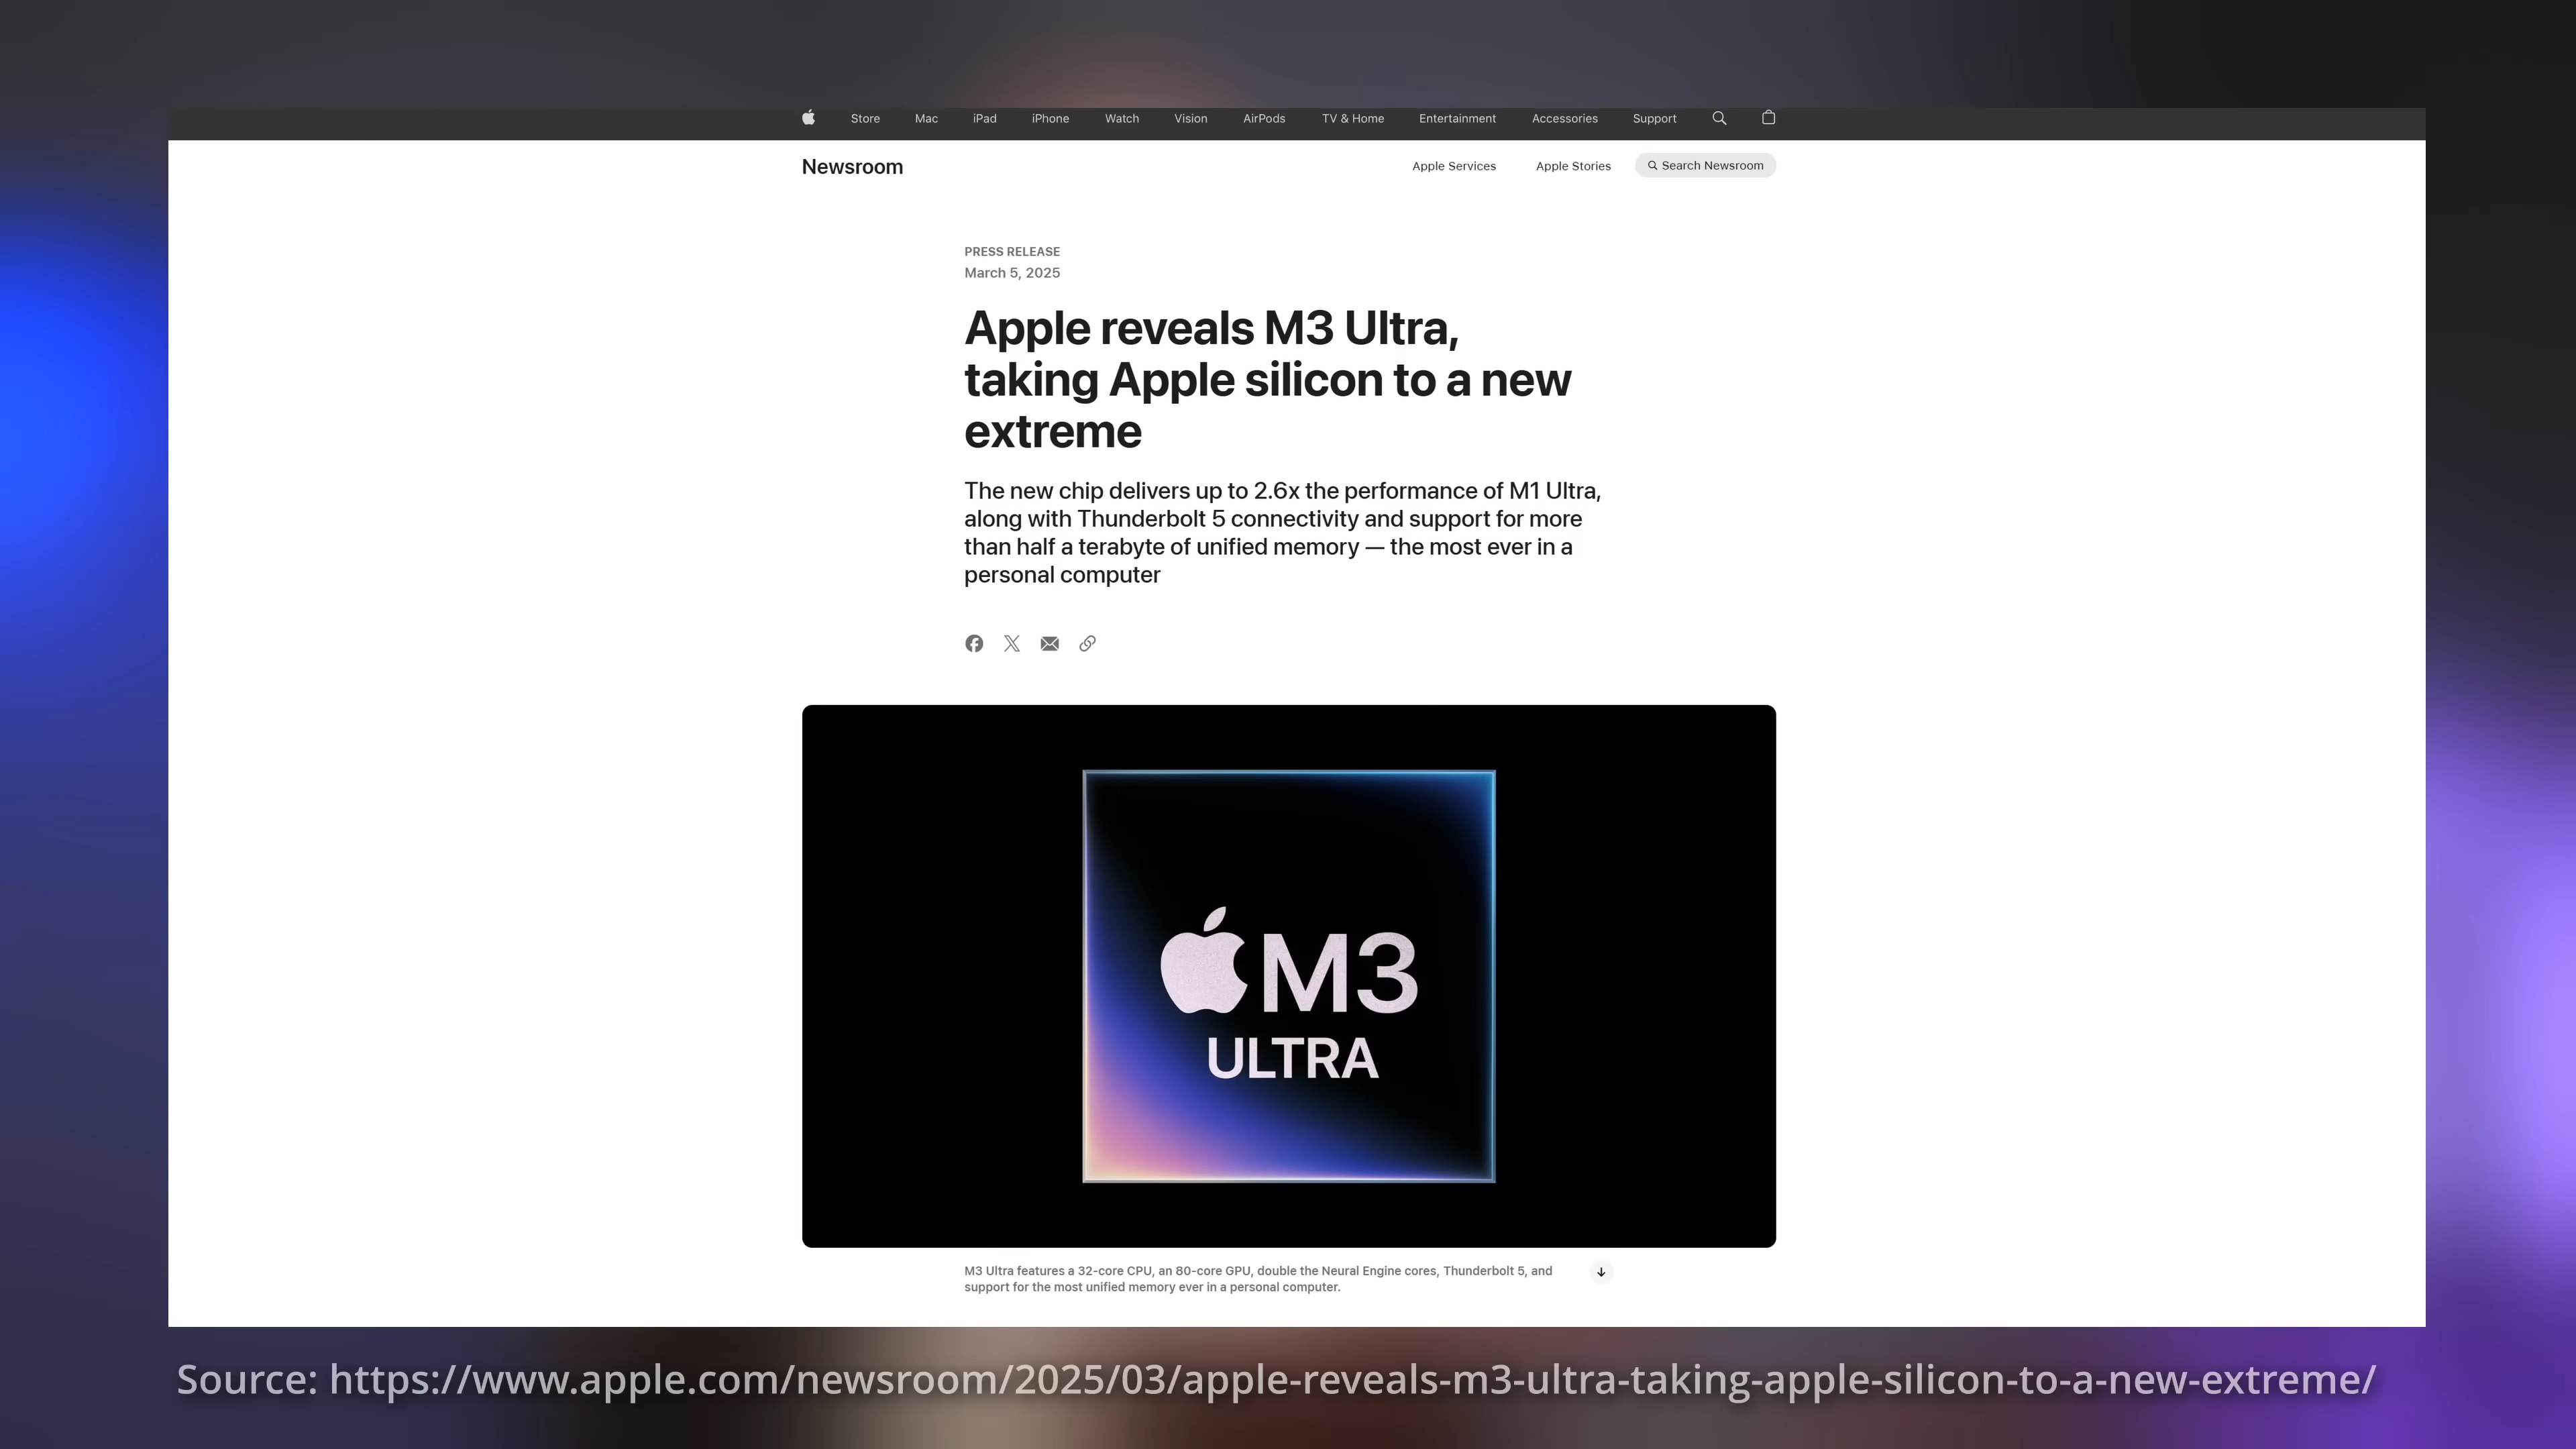 Store Mac iPad iPhone Watch Vision AirPods TV & Home Entertainment Accessories Support
Newsroom
Apple Services Apple Stories Search Newsroom
PRESS RELEASE
March 5, 2025
Apple reveals M3 Ultra,
taking Apple silicon to a new
extreme
The new chip delivers up to 2.6x the performance of M1 Ultra,
along with Thunderbolt 5 connectivity and support for more
than half a terabyte of unified memory — the most ever in a
personal computer
M3
ULTRA
M3 Ultra features a 32-core CPU, an 80-core GPU, double the Neural Engine cores, Thunderbolt 5, and
support for the most unified memory ever in a personal computer.
Source: https://www.apple.com/newsroom/2025/03/apple-reveals-m3-ultra-taking-apple-silicon-to-a-new-extreme/